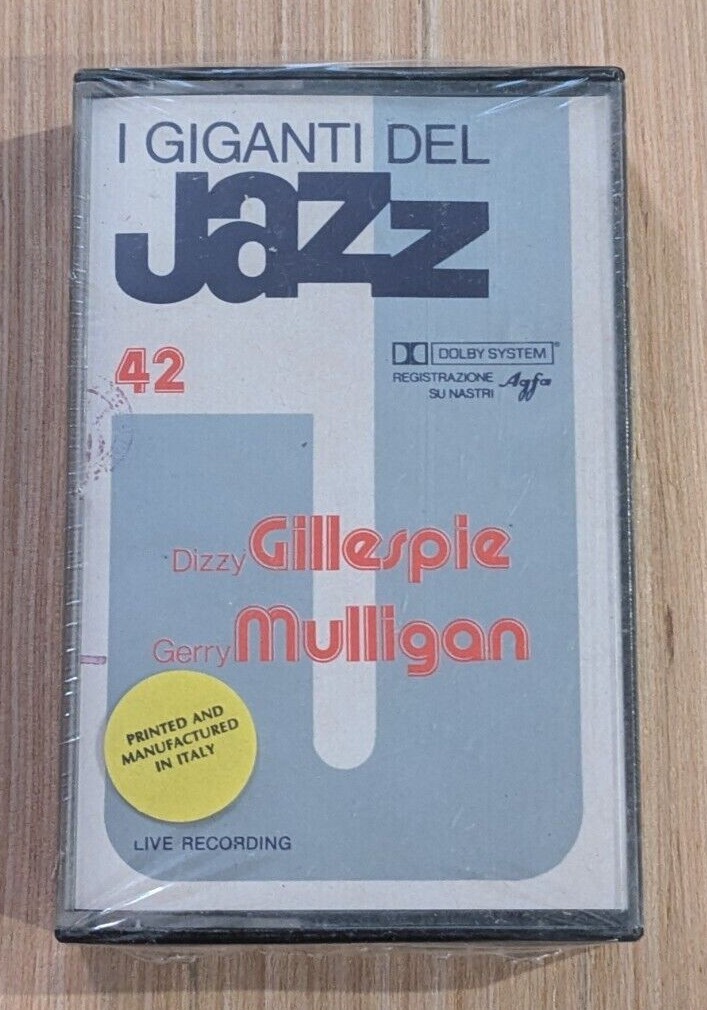 I GIGANTI DEL
Jazz
42
DOLBY SYSTEM®
REGISTRAZIONE
SU NASTRI Agfa
Dizzy Gillespie
Gerry Mulligan
PRINTED AND
MANUFACTURED
IN ITALY
LIVE RECORDING